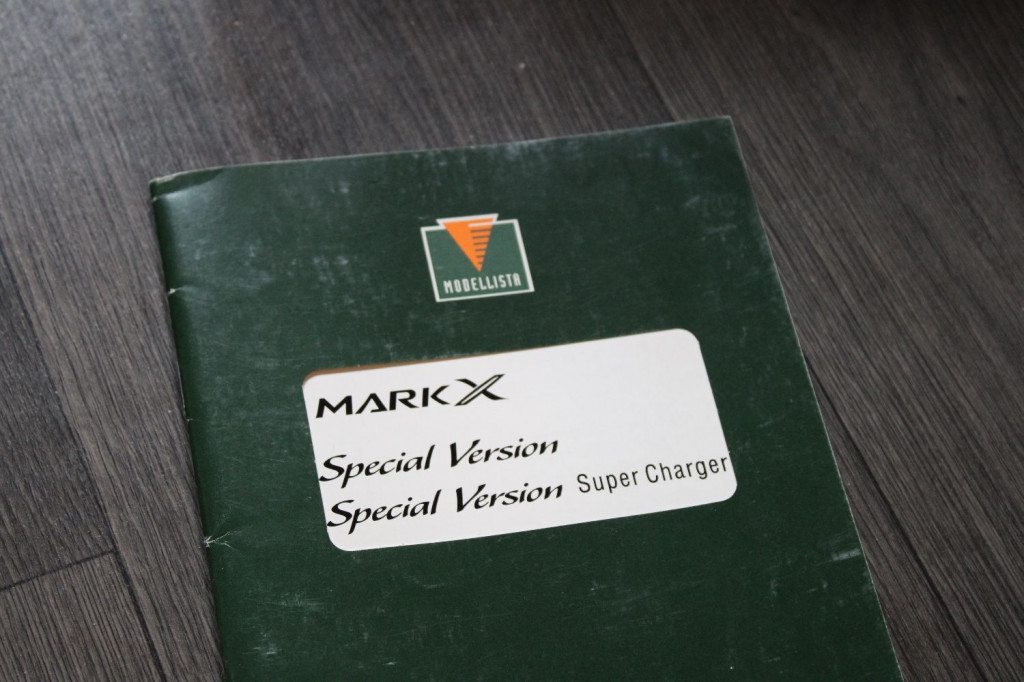 MODELLISTA
MARK X
Special Version
Special Version Super Charger